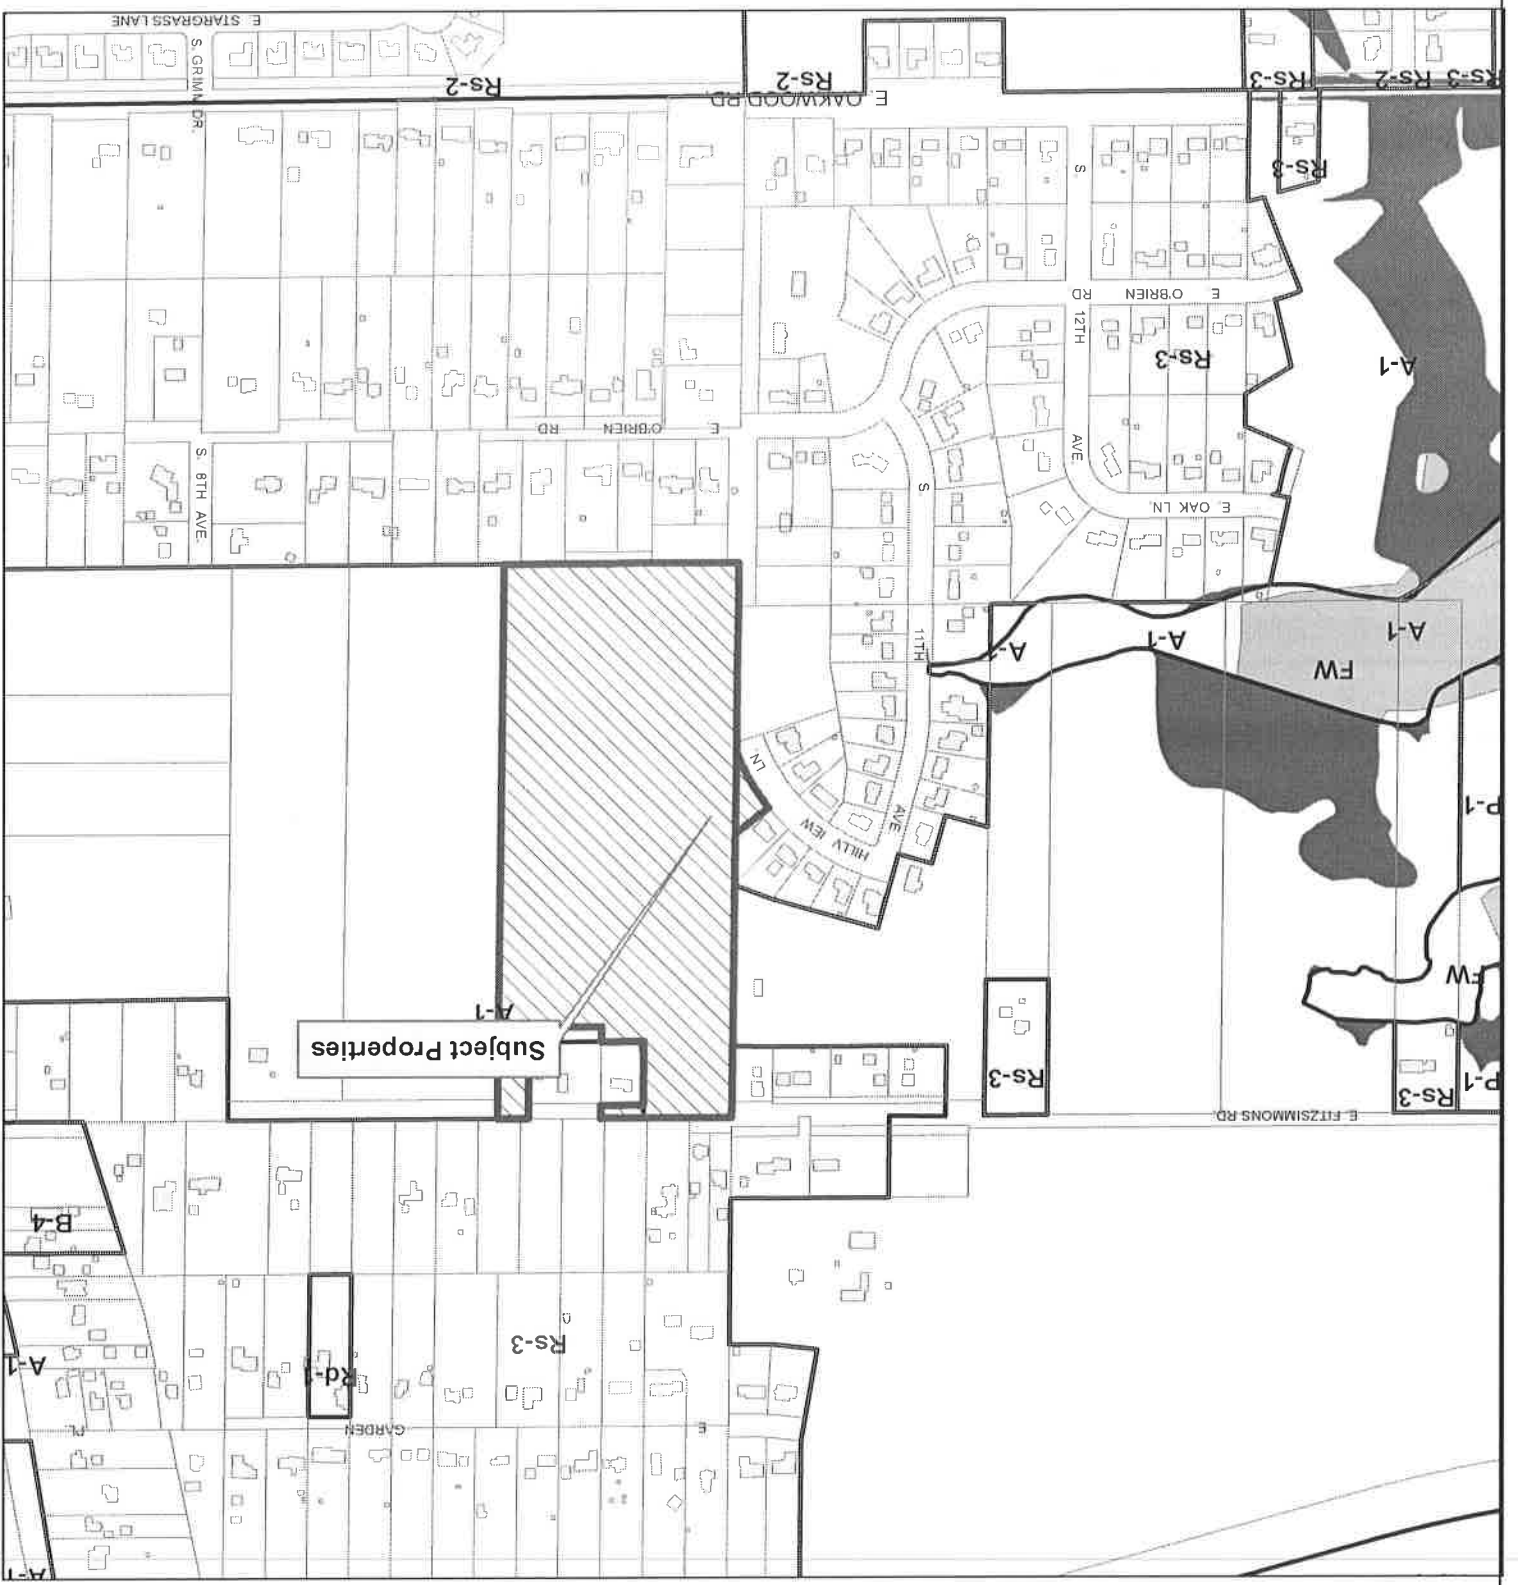 A-1
E GARDEN PL
A-1
Rs-3
Rd-1
B-4
E FITZSIMMONS RD.
P-1
Rs-3
Rs-3
Subject Properties
A-1
FW
HILLVIEW LN.
P-1
FW
A-1
A-1
A-1
S. 11TH AVE
E. OAK LN.
S. 8TH AVE.
E O'BRIEN RD
A-1
Rs-3
S. 12TH AVE.
E O'BRIEN RD
Rs-3
E. OAKWOOD RD.
Rs-3
Rs-2
Rs-3
Rs-2
Rs-2
S. GRIMN DR.
E. STARGRASS LANE